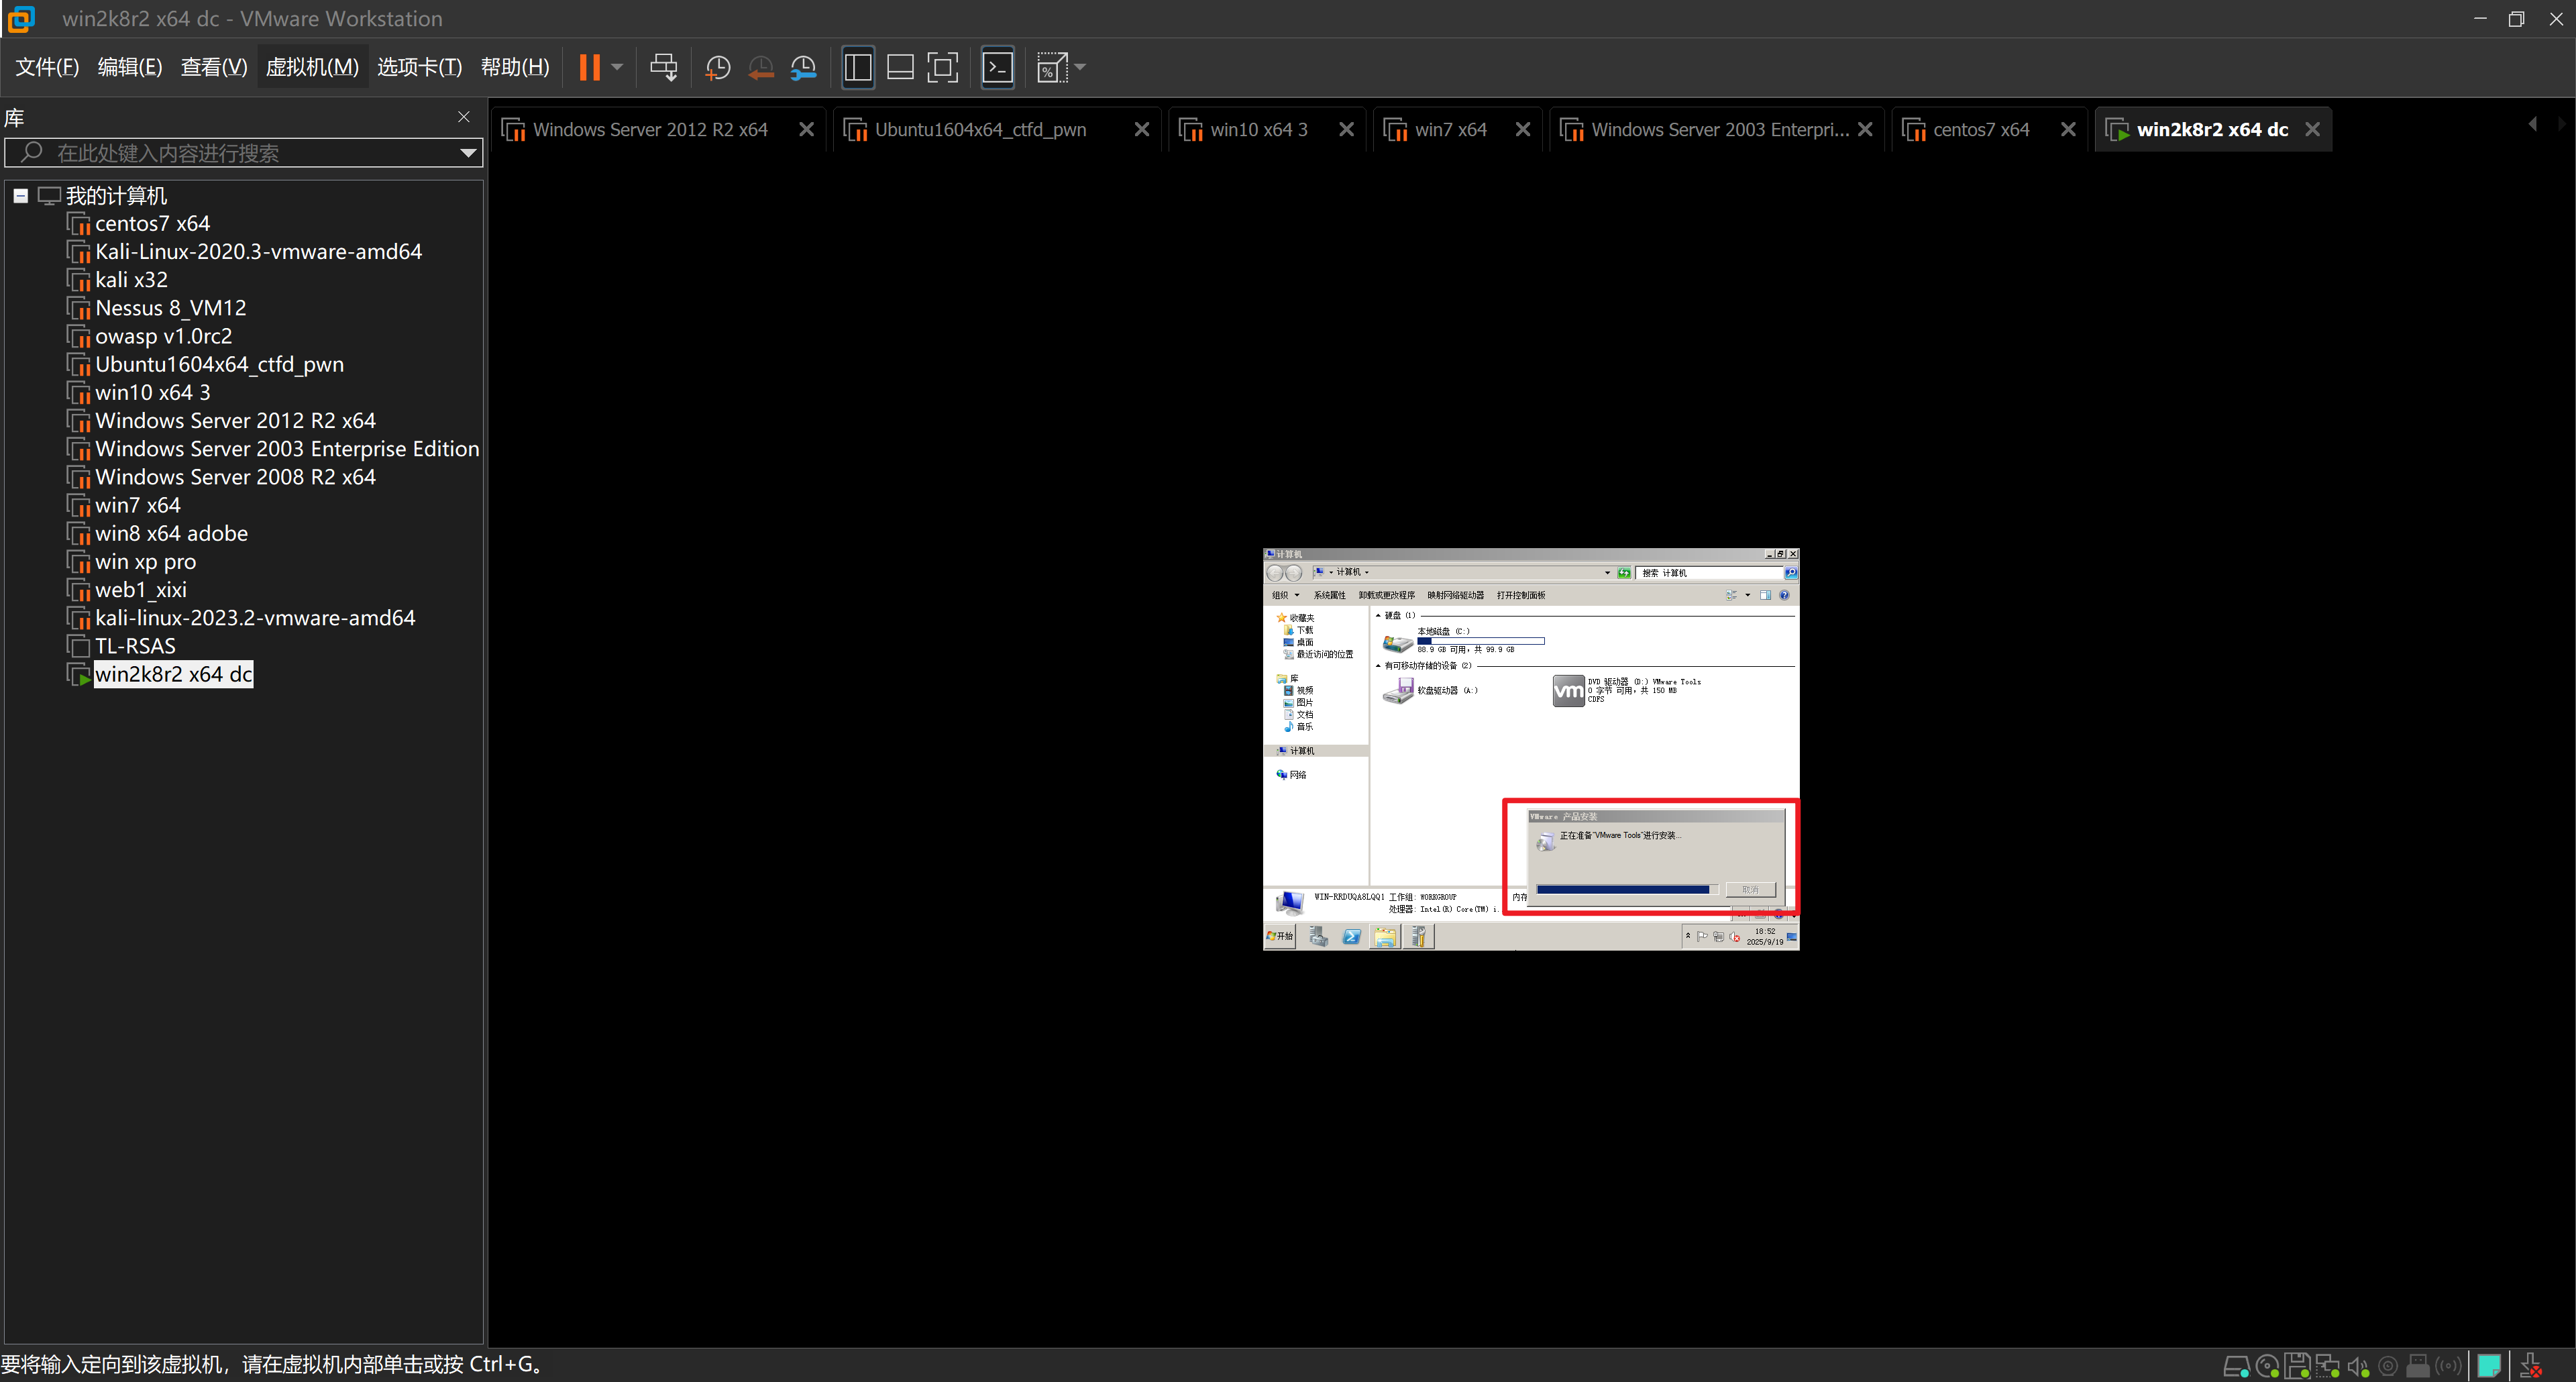 win2k8r2 x64 dc - VMware Workstation
文件(F) 编辑(E) 查看(V) 虚拟机(M) 选项卡(T) 帮助(H)
库
在此处键入内容进行搜索
Windows Server 2012 R2 x64 Ubuntu1604x64_ctfd_pwn win10 x64 3 win7 x64 Windows Server 2003 Enterpri... centos7 x64 win2k8r2 x64 dc
我的计算机
centos7 x64
Kali-Linux-2020.3-vmware-amd64
kali x32
Nessus 8_VM12
owasp v1.0rc2
Ubuntu1604x64_ctfd_pwn
win10 x64 3
Windows Server 2012 R2 x64
Windows Server 2003 Enterprise Edition
Windows Server 2008 R2 x64
win7 x64
win8 x64 adobe
win xp pro
web1_xixi
kali-linux-2023.2-vmware-amd64
TL-RSAS
win2k8r2 x64 dc
计算机
计算机
搜索 计算机
组织 系统属性 卸载或更改程序 映射网络驱动器 打开控制面板
收藏夹
下载
桌面
最近访问的位置
库
视频
图片
文档
音乐
计算机
网络
硬盘 (1)
本地磁盘 (C:)
88.9 GB 可用，共 99.9 GB
有可移动存储的设备 (2)
软盘驱动器 (A:)
vm
DVD 驱动器 (D:) VMware Tools
0 字节 可用，共 150 MB
CDFS
VMware 产品安装
正在准备"VMware Tools"进行安装...
取消
WIN-RRDUQA8LQQ1 工作组: WORKGROUP 内存
处理器: Intel(R) Core(TM) i.
开始
18:52
2025/9/19
要将输入定向到该虚拟机，请在虚拟机内部单击或按 Ctrl+G。